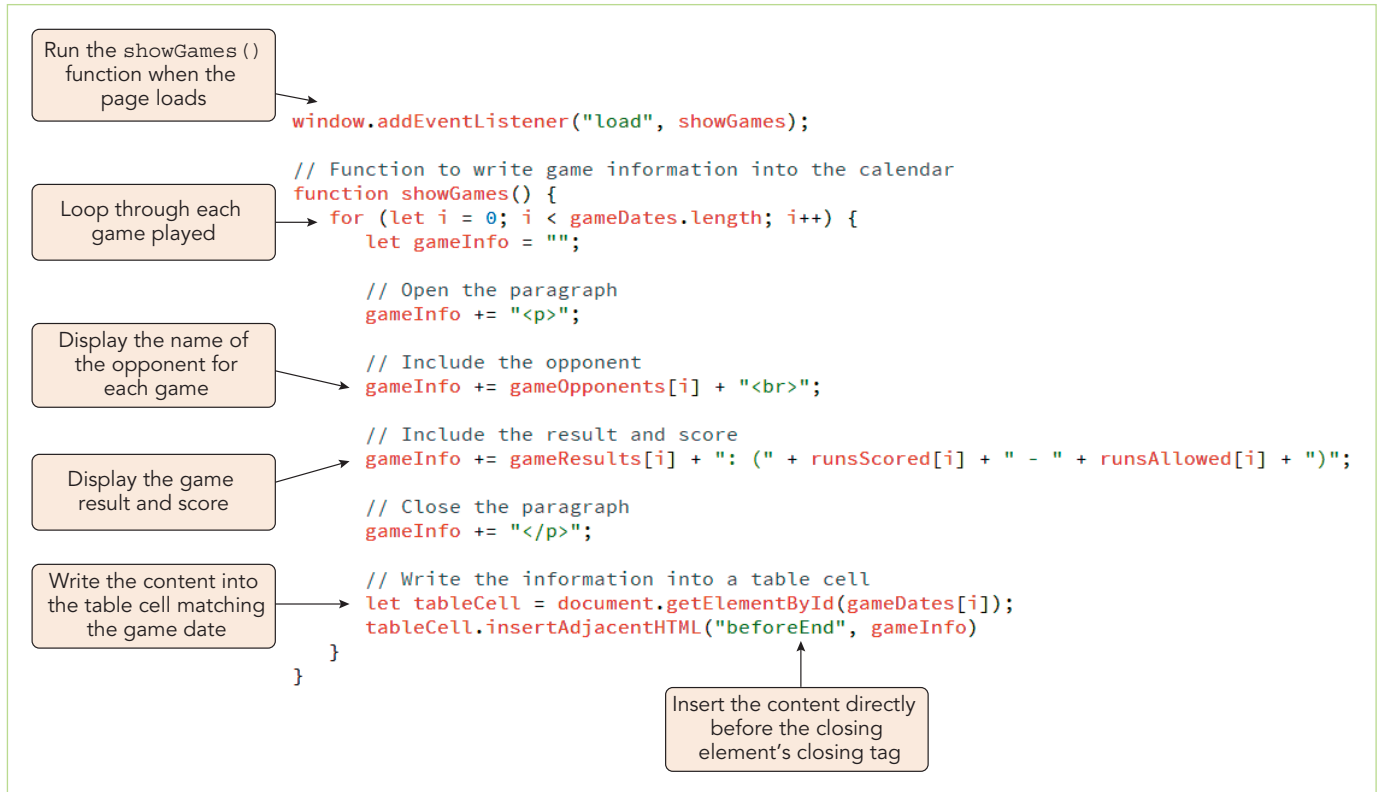 Run the showGames()
function when the
page loads
window.addEventListener("load", showGames);
// Function to write game information into the calendar
function showGames() {
Loop through each
game played
for (let i = 0; i < gameDates.length; i++) {
let gameInfo = "";
// Open the paragraph
gameInfo += "<p>";
Display the name of
the opponent for
each game
// Include the opponent
gameInfo += gameOpponents[i] + "<br>";
// Include the result and score
Display the game
result and score
gameInfo += gameResults[i] + ": (" + runsScored[i] + " - " + runsAllowed[i] + ")";
// Close the paragraph
gameInfo += "</p>";
Write the content into
the table cell matching
the game date
// Write the information into a table cell
let tableCell = document.getElementById(gameDates[i]);
tableCell.insertAdjacentHTML("beforeEnd", gameInfo)
}
}
Insert the content directly
before the closing
element's closing tag